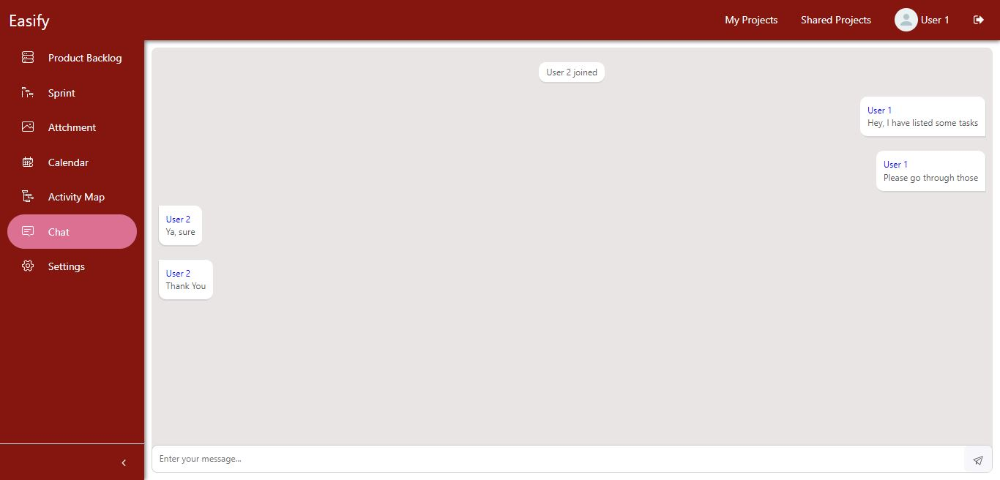 Easify
My Projects
Shared Projects
User 1
Product Backlog
Sprint
Attchment
Calendar
Activity Map
Chat
Settings
User 2 joined
User 1
Hey, I have listed some tasks
User 1
Please go through those
User 2
Ya, sure
User 2
Thank You
Enter your message...